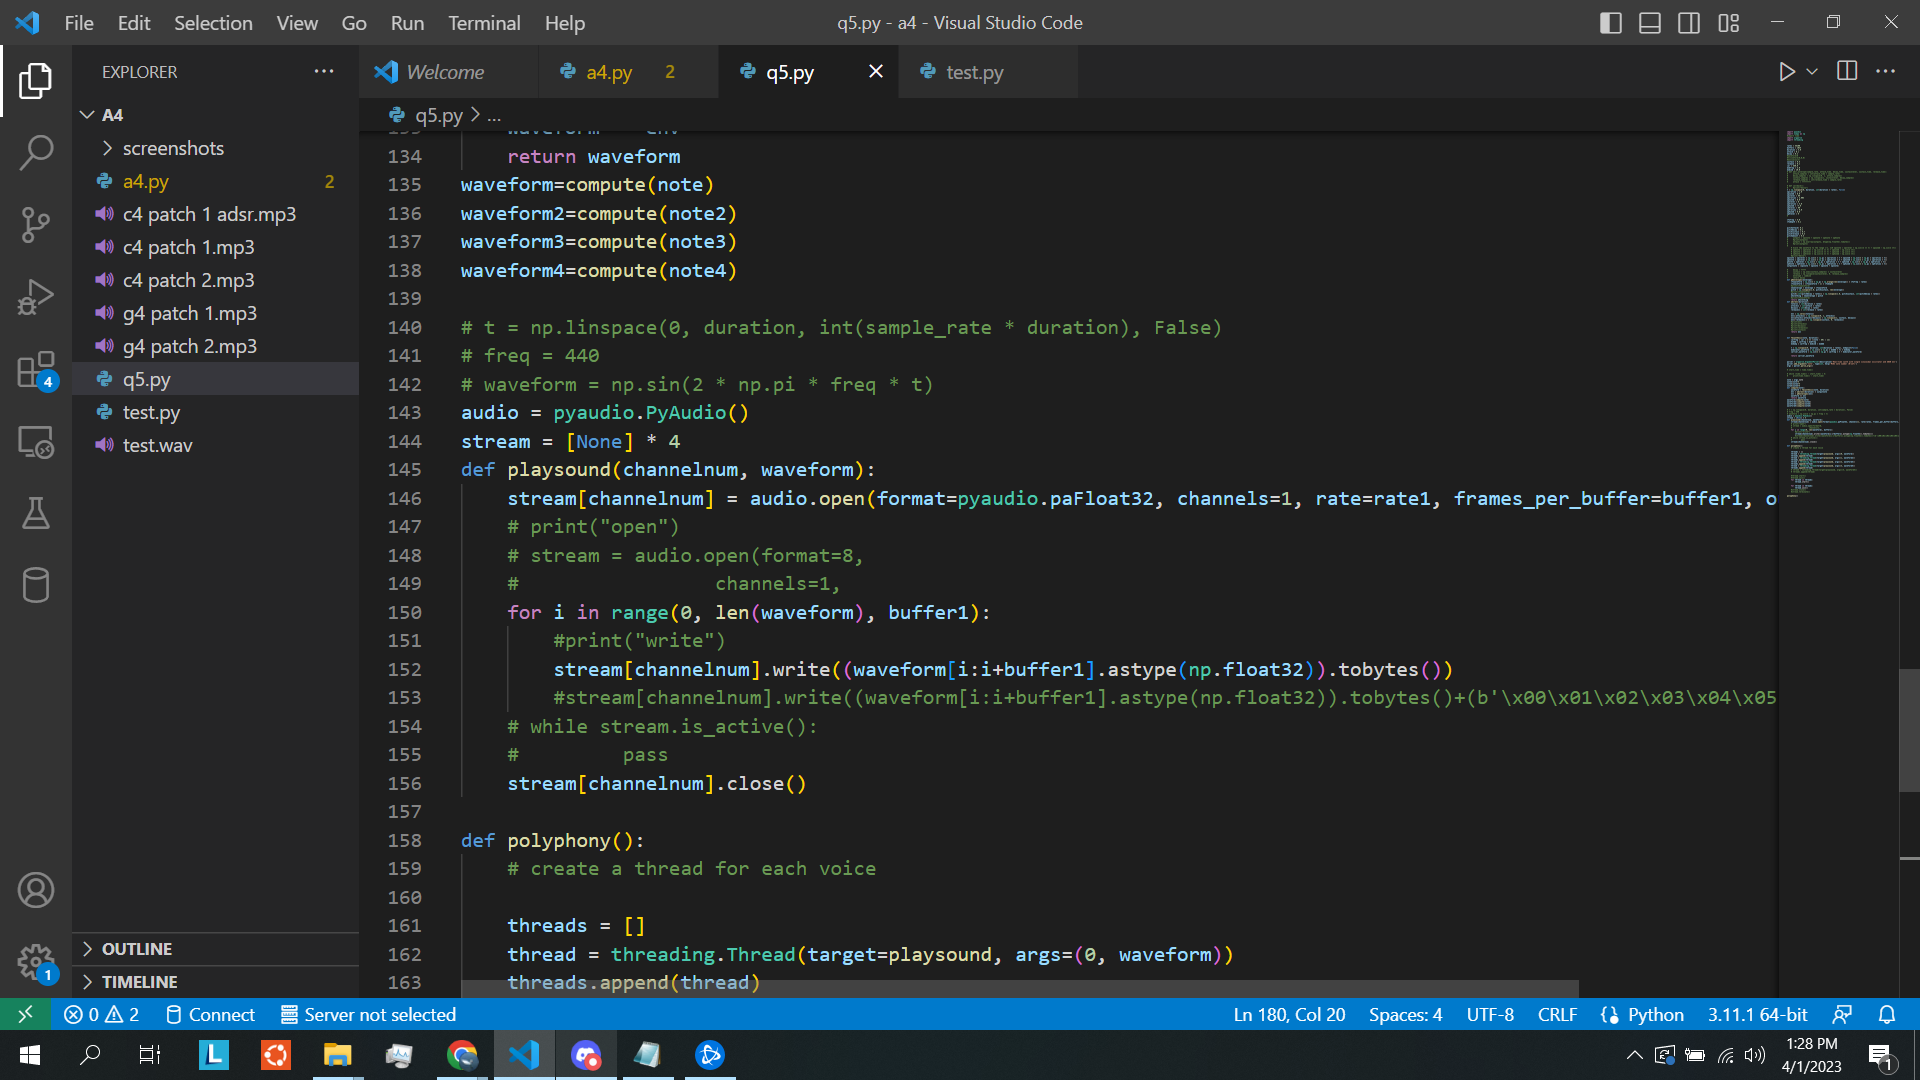 File Edit Selection View Go Run Terminal Help q5.py - a4 - Visual Studio Code
EXPLORER
Welcome a4.py 2 q5.py test.py
A4
screenshots
a4.py 2
c4 patch 1 adsr.mp3
c4 patch 1.mp3
c4 patch 2.mp3
g4 patch 1.mp3
g4 patch 2.mp3
q5.py
test.py
test.wav
OUTLINE
TIMELINE
4
1
q5.py > ...
134 return waveform
135 waveform=compute(note)
136 waveform2=compute(note2)
137 waveform3=compute(note3)
138 waveform4=compute(note4)
139
140 # t = np.linspace(0, duration, int(sample_rate * duration), False)
141 # freq = 440
142 # waveform = np.sin(2 * np.pi * freq * t)
143 audio = pyaudio.PyAudio()
144 stream = [None] * 4
145 def playsound(channelnum, waveform):
146 stream[channelnum] = audio.open(format=pyaudio.paFloat32, channels=1, rate=rate1, frames_per_buffer=buffer1, o
147 # print("open")
148 # stream = audio.open(format=8,
149 # channels=1,
150 for i in range(0, len(waveform), buffer1):
151 #print("write")
152 stream[channelnum].write((waveform[i:i+buffer1].astype(np.float32)).tobytes())
153 #stream[channelnum].write((waveform[i:i+buffer1].astype(np.float32)).tobytes()+(b'\x00\x01\x02\x03\x04\x05
154 # while stream.is_active():
155 # pass
156 stream[channelnum].close()
157
158 def polyphony():
159 # create a thread for each voice
160
161 threads = []
162 thread = threading.Thread(target=playsound, args=(0, waveform))
163 threads.append(thread)
0 2 Connect Server not selected Ln 180, Col 20 Spaces: 4 UTF-8 CRLF Python 3.11.1 64-bit
L
1:28 PM
4/1/2023
1